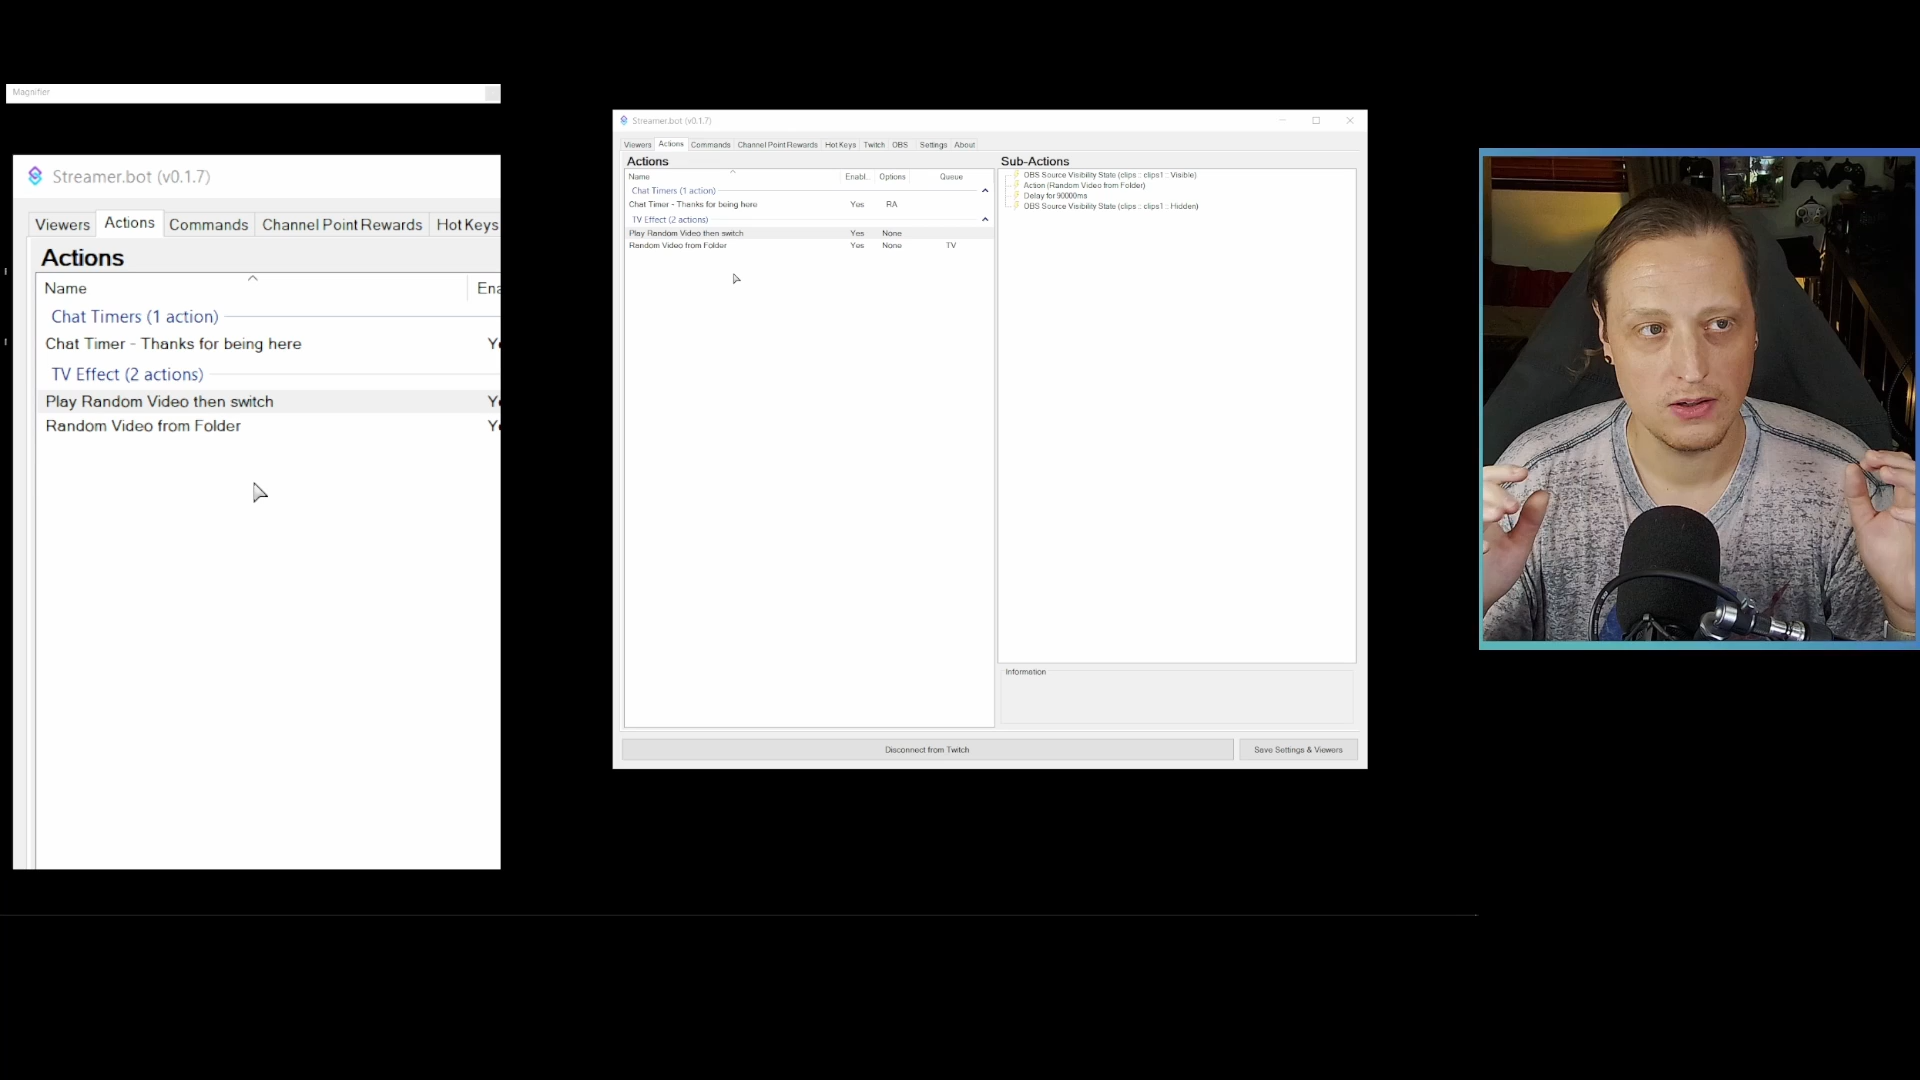 Magnifier
Streamer.bot (v0.1.7)
Viewers Actions Commands Channel Point Rewards Hot Keys
Actions
Name Ena
Chat Timers (1 action)
Chat Timer - Thanks for being here Ye
TV Effect (2 actions)
Play Random Video then switch Ye
Random Video from Folder Ye
Streamer.bot (v0.1.7)
Viewers Actions Commands Channel Point Rewards Hot Keys Twitch OBS Settings About
Actions
Name Enabl.. Options Queue
Chat Timers (1 action)
Chat Timer - Thanks for being here Yes RA
TV Effect (2 actions)
Play Random Video then switch Yes None
Random Video from Folder Yes None TV
Sub-Actions
OBS Source Visibility State (clips :: clips1 :: Visible)
Action (Random Video from Folder)
Delay for 90000ms
OBS Source Visibility State (clips :: clips1 :: Hidden)
Information
Disconnect from Twitch Save Settings & Viewers